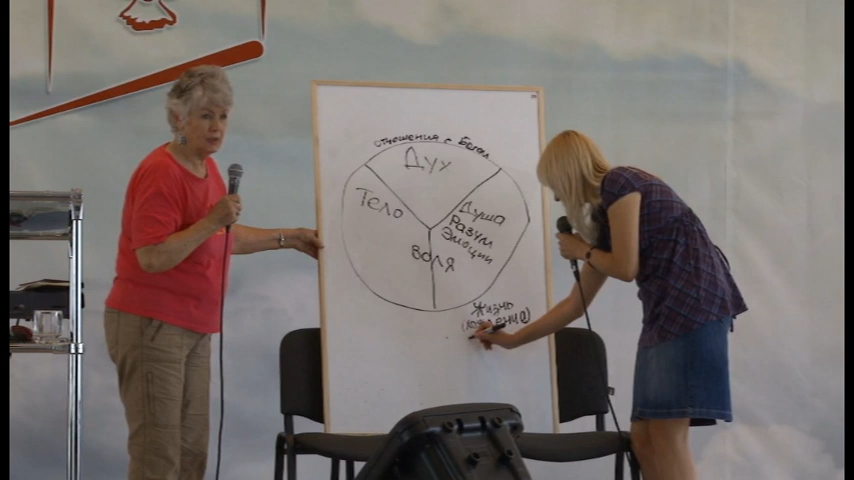 отношения с Богом
Дух
Тело
Душа
Разум
Эмоции
Воля
Жизнь